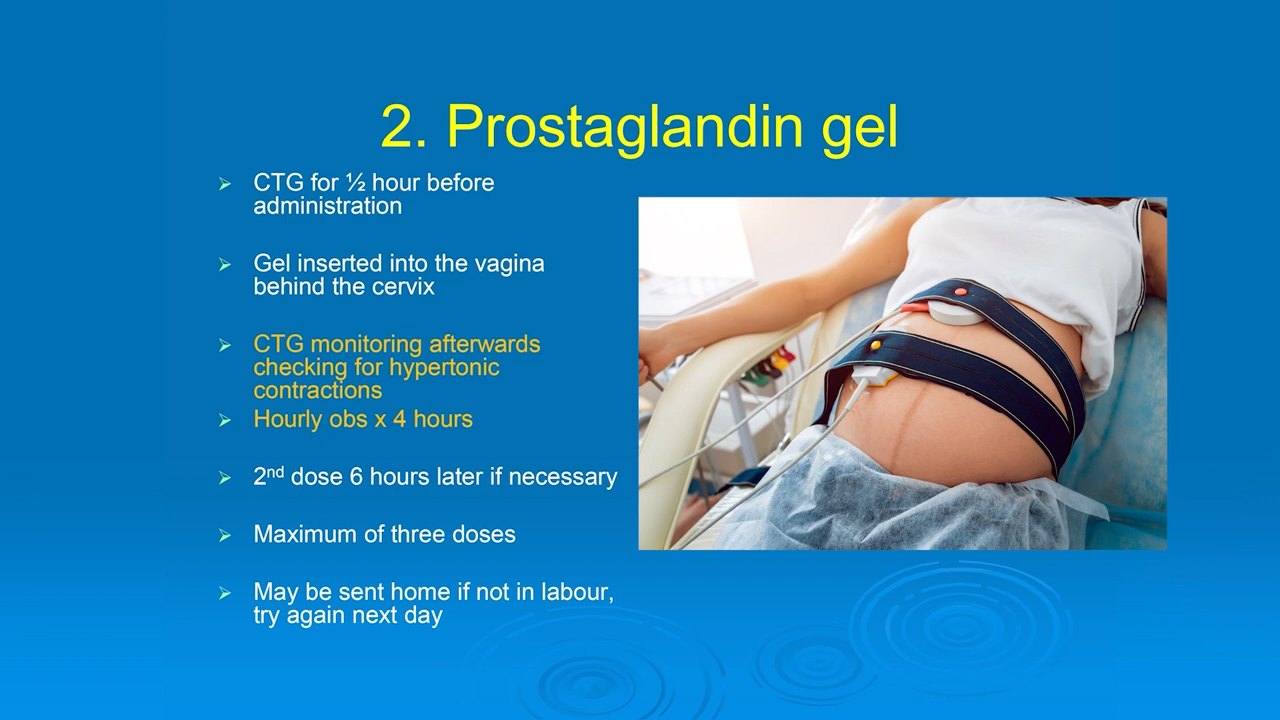 2. Prostaglandin gel
CTG for ½ hour before
administration
Gel inserted into the vagina
behind the cervix
CTG monitoring afterwards
checking for hypertonic
contractions
Hourly obs x 4 hours
2nd dose 6 hours later if necessary
Maximum of three doses
May be sent home if not in labour,
try again next day